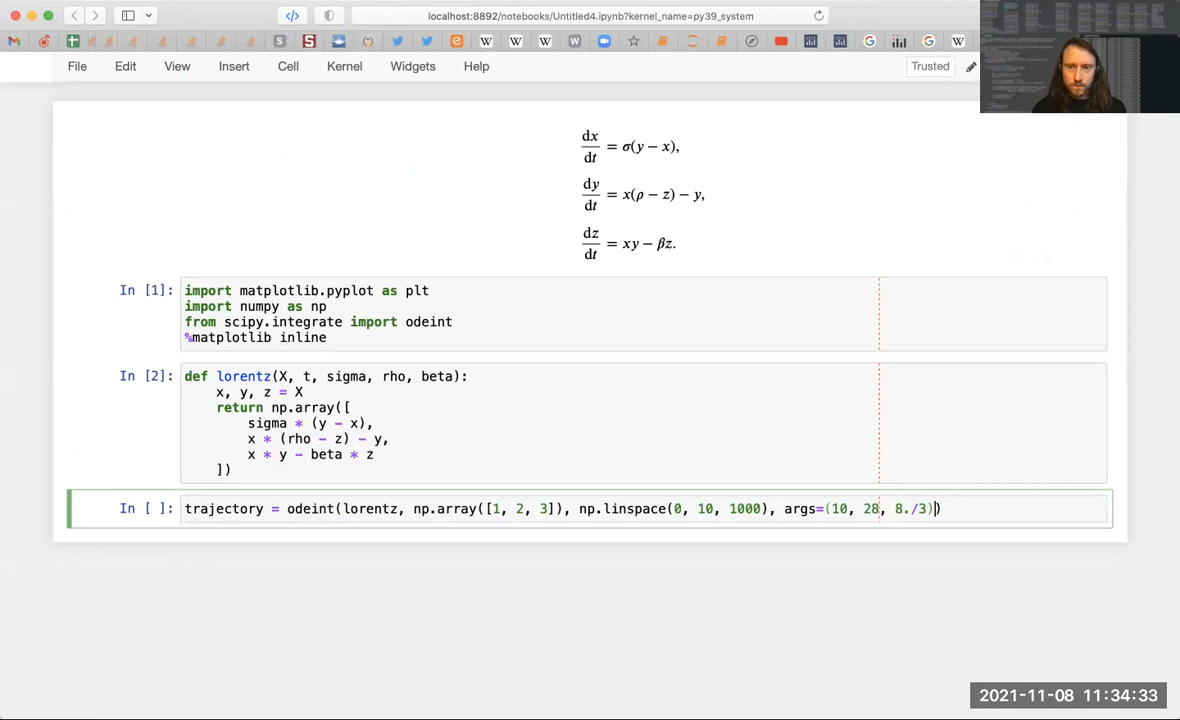 localhost:8892/notebooks/Untitled4.ipynb?kernel_name=py39_system
File Edit View Insert Cell Kernel Widgets Help Trusted
dx/dt = σ(y − x),
dy/dt = x(ρ − z) − y,
dz/dt = xy − βz.
In [1]: import matplotlib.pyplot as plt
import numpy as np
from scipy.integrate import odeint
%matplotlib inline
In [2]: def lorentz(X, t, sigma, rho, beta):
    x, y, z = X
    return np.array([
        sigma * (y - x),
        x * (rho - z) - y,
        x * y - beta * z
    ])
In [ ]: trajectory = odeint(lorentz, np.array([1, 2, 3]), np.linspace(0, 10, 1000), args=(10, 28, 8./3))
2021-11-08 11:34:33